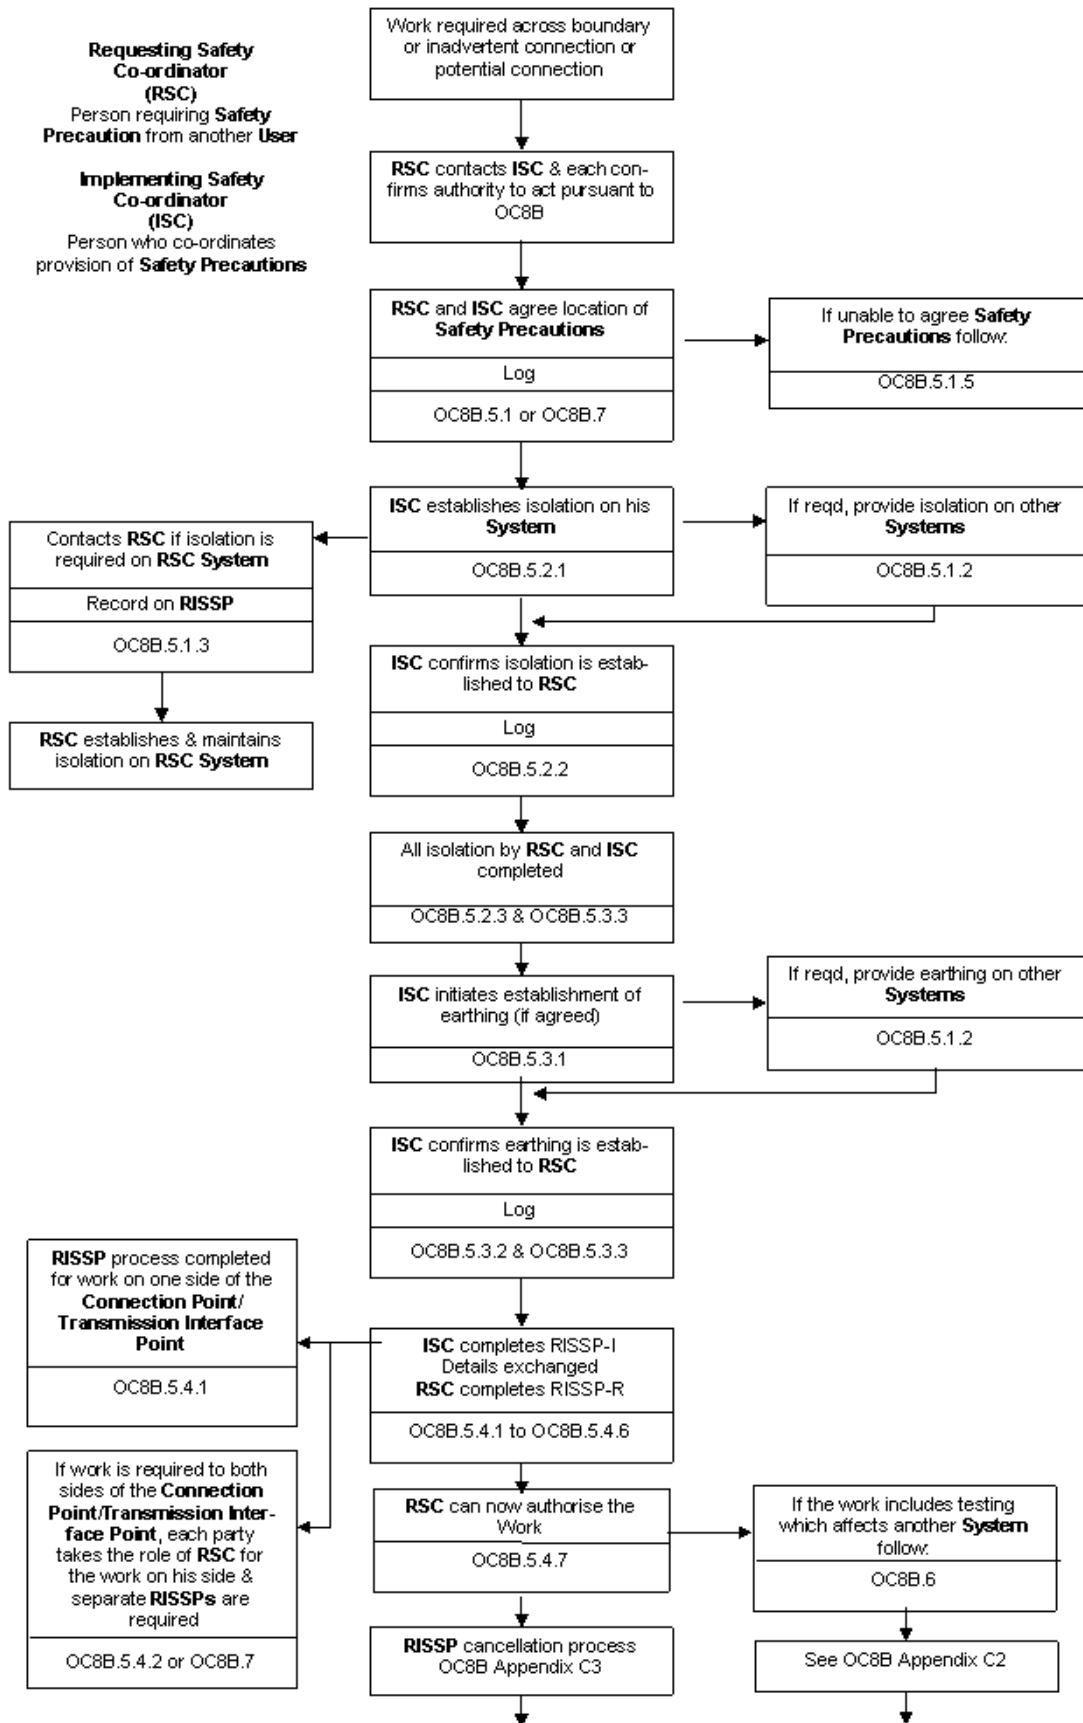 Work required across boundary
or inadvertent connection or
potential connection
Requesting Safety
Co-ordinator
(RSC)
Person requiring Safety
Precaution from another User
Implementing Safety
Co-ordinator
(ISC)
Person who co-ordinates
provision of Safety Precautions
RSC contacts ISC & each con-
firms authority to act pursuant to
OC8B
RSC and ISC agree location of
Safety Precautions
Log
OC8B.5.1 or OC8B.7
If unable to agree Safety
Precautions follow:
OC8B.5.1.5
ISC establishes isolation on his
System
OC8B.5.2.1
If reqd, provide isolation on other
Systems
OC8B.5.1.2
Contacts RSC if isolation is
required on RSC System
Record on RISSP
OC8B.5.1.3
RSC establishes & maintains
isolation on RSC System
ISC confirms isolation is estab-
lished to RSC
Log
OC8B.5.2.2
All isolation by RSC and ISC
completed
OC8B.5.2.3 & OC8B.5.3.3
ISC initiates establishment of
earthing (if agreed)
OC8B.5.3.1
If reqd, provide earthing on other
Systems
OC8B.5.1.2
ISC confirms earthing is estab-
lished to RSC
Log
OC8B.5.3.2 & OC8B.5.3.3
RISSP process completed
for work on one side of the
Connection Point/
Transmission Interface
Point
OC8B.5.4.1
ISC completes RISSP-I
Details exchanged
RSC completes RISSP-R
OC8B.5.4.1 to OC8B.5.4.6
If work is required to both
sides of the Connection
Point/Transmission Inter-
face Point, each party
takes the role of RSC for
the work on his side &
separate RISSPs are
required
OC8B.5.4.2 or OC8B.7
RSC can now authorise the
Work
OC8B.5.4.7
If the work includes testing
which affects another System
follow:
OC8B.6
RISSP cancellation process
OC8B Appendix C3
See OC8B Appendix C2